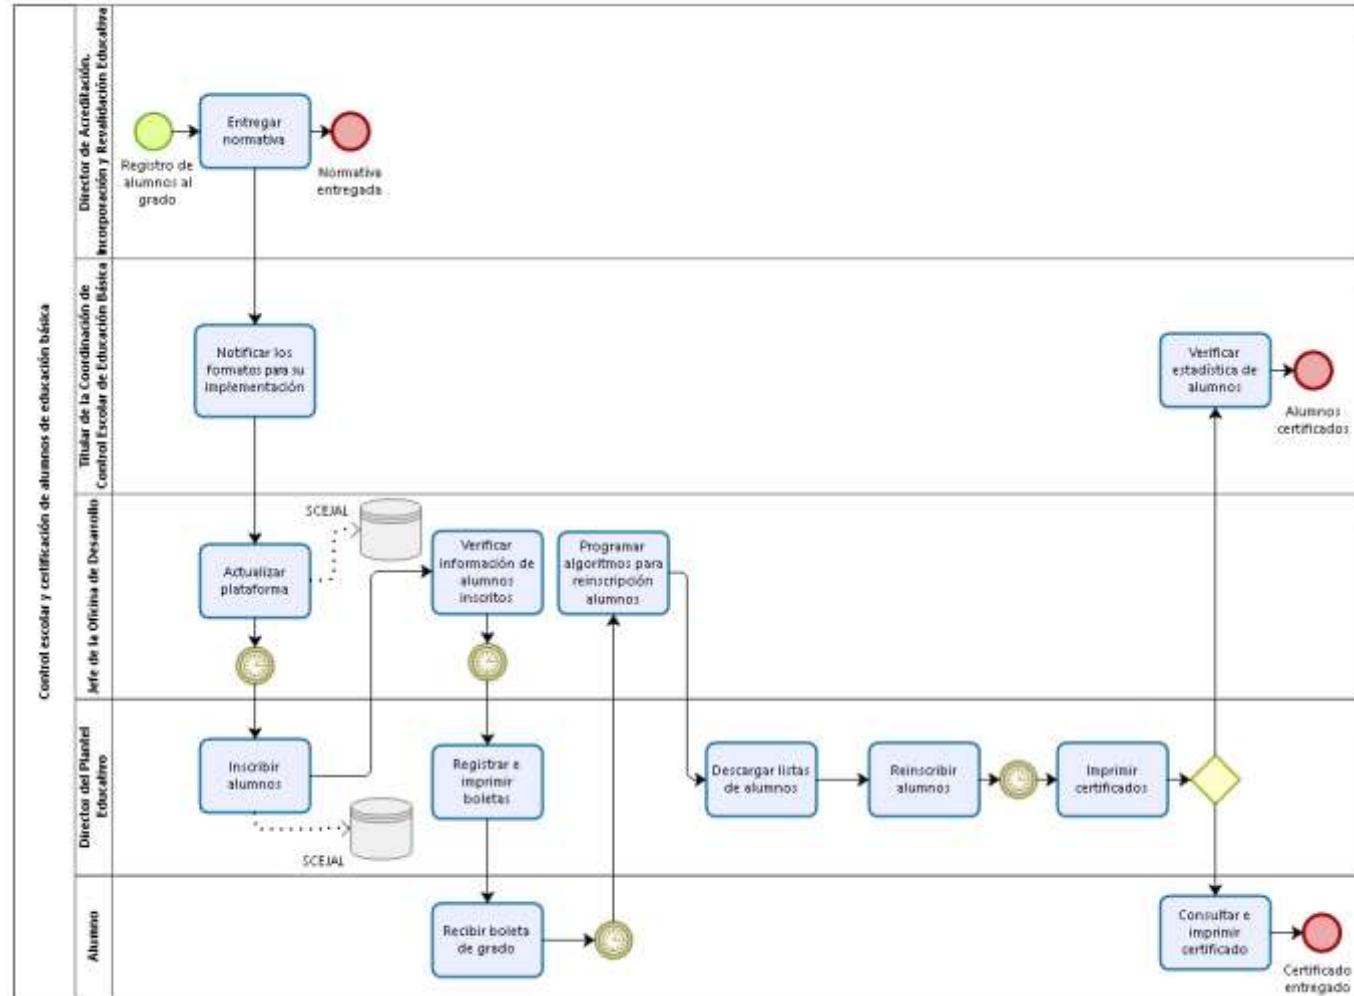 Control escolar y certificación de alumnos de educación básica
Director de Acreditación,
Incorporación y Revalidación Educativa
Registro de
alumnos al
grado
Entregar
normativa
Normativa
entregada
Titular de la Coordinación de
Control Escolar de Educación Básica
Notificar los
formatos para su
implementación
Verificar
estadística de
alumnos
Alumnos
certificados
Jefe de la Oficina de Desarrollo
Actualizar
plataforma
SCEJAL
Verificar
información de
alumnos
inscritos
Programar
algoritmos para
reinscripción
alumnos
Director del Plantel
Educativo
Inscribir
alumnos
SCEJAL
Registrar e
imprimir
boletas
Descargar listas
de alumnos
Reinscribir
alumnos
Imprimir
certificados
Alumno
Recibir boleta
de grado
Consultar e
imprimir
certificado
Certificado
entregado